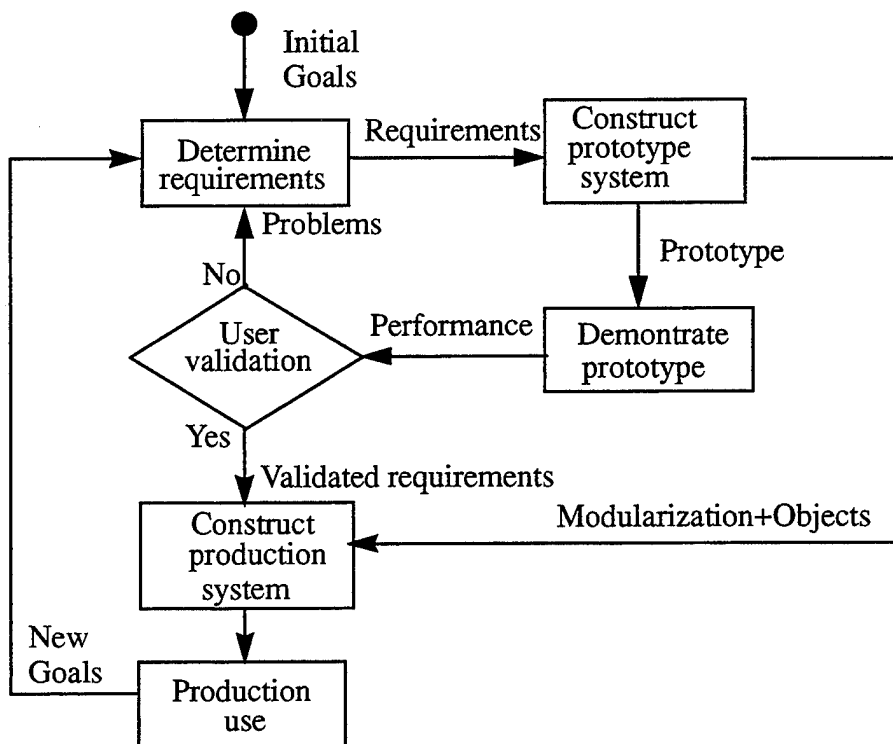 Initial
Goals
Determine
requirements
Requirements
Construct
prototype
system
Problems
Prototype
No
User
validation
Performance
Demontrate
prototype
Yes
Validated requirements
Construct
production
system
Modularization+Objects
New
Goals
Production
use